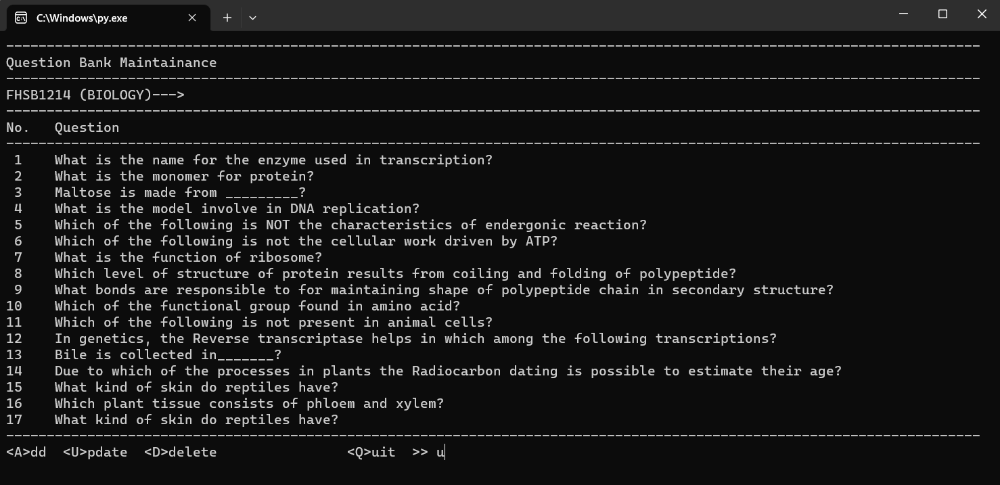 C:\Windows\py.exe
------------------------------------------------------------------------------------------------------------------------
Question Bank Maintainance
------------------------------------------------------------------------------------------------------------------------
FHSB1214 (BIOLOGY)--->
------------------------------------------------------------------------------------------------------------------------
No.   Question
------------------------------------------------------------------------------------------------------------------------
 1    What is the name for the enzyme used in transcription?
 2    What is the monomer for protein?
 3    Maltose is made from _________?
 4    What is the model involve in DNA replication?
 5    Which of the following is NOT the characteristics of endergonic reaction?
 6    Which of the following is not the cellular work driven by ATP?
 7    What is the function of ribosome?
 8    Which level of structure of protein results from coiling and folding of polypeptide?
 9    What bonds are responsible to for maintaining shape of polypeptide chain in secondary structure?
10    Which of the functional group found in amino acid?
11    Which of the following is not present in animal cells?
12    In genetics, the Reverse transcriptase helps in which among the following transcriptions?
13    Bile is collected in_______?
14    Due to which of the processes in plants the Radiocarbon dating is possible to estimate their age?
15    What kind of skin do reptiles have?
16    Which plant tissue consists of phloem and xylem?
17    What kind of skin do reptiles have?
------------------------------------------------------------------------------------------------------------------------
<A>dd  <U>pdate  <D>delete                <Q>uit  >> u